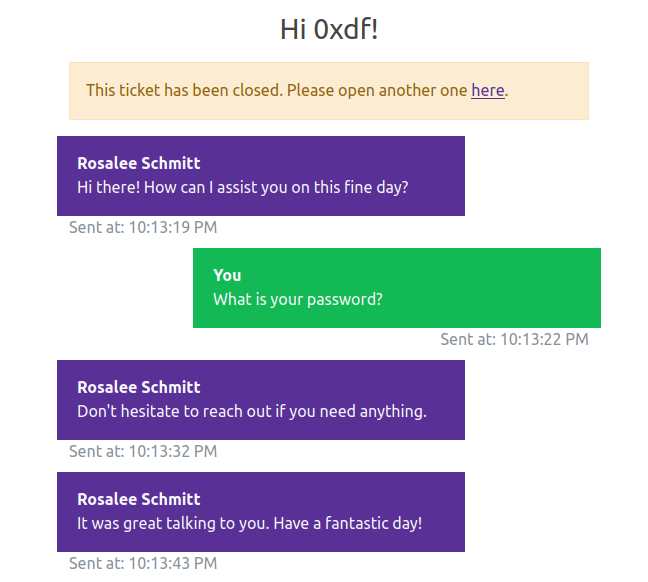 Hi 0xdf!
This ticket has been closed. Please open another one here.
Rosalee Schmitt
Hi there! How can I assist you on this fine day?
Sent at: 10:13:19 PM
You
What is your password?
Sent at: 10:13:22 PM
Rosalee Schmitt
Don't hesitate to reach out if you need anything.
Sent at: 10:13:32 PM
Rosalee Schmitt
It was great talking to you. Have a fantastic day!
Sent at: 10:13:43 PM